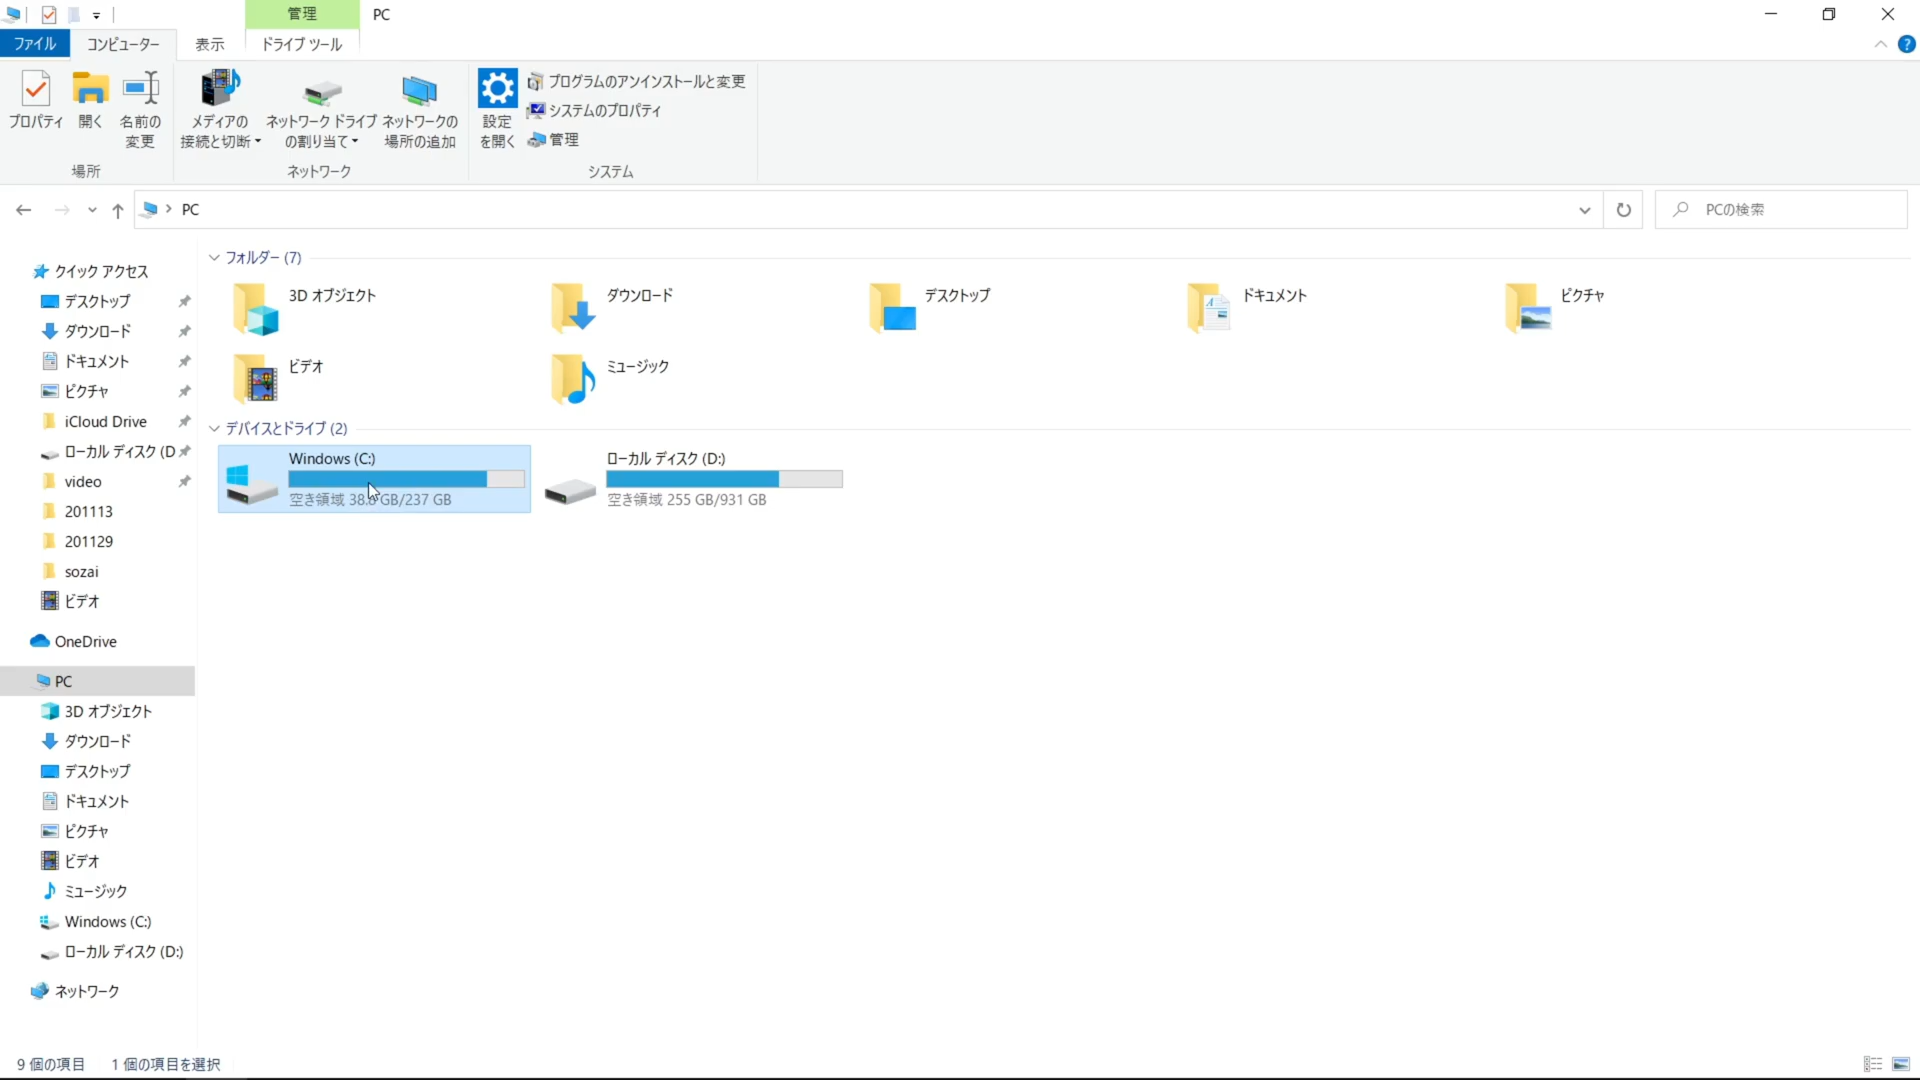 管理
PC
ファイル
コンピューター
表示
ドライブ ツール
プロパティ
開く
名前の
変更
場所
メディアの
接続と切断
ネットワーク ドライブ
の割り当て
ネットワークの
場所の追加
ネットワーク
設定
を開く
プログラムのアンインストールと変更
システムのプロパティ
管理
システム
PC
PCの検索
クイック アクセス
デスクトップ
ダウンロード
ドキュメント
ピクチャ
iCloud Drive
ローカル ディスク (D
video
201113
201129
sozai
ビデオ
OneDrive
PC
3D オブジェクト
ダウンロード
デスクトップ
ドキュメント
ピクチャ
ビデオ
ミュージック
Windows (C:)
ローカル ディスク (D:)
ネットワーク
フォルダー (7)
3D オブジェクト
ダウンロード
デスクトップ
ドキュメント
ピクチャ
ビデオ
ミュージック
デバイスとドライブ (2)
Windows (C:)
空き領域 GB/237 GB
ローカル ディスク (D:)
空き領域 255 GB/931 GB
9 個の項目
1 個の項目を選択